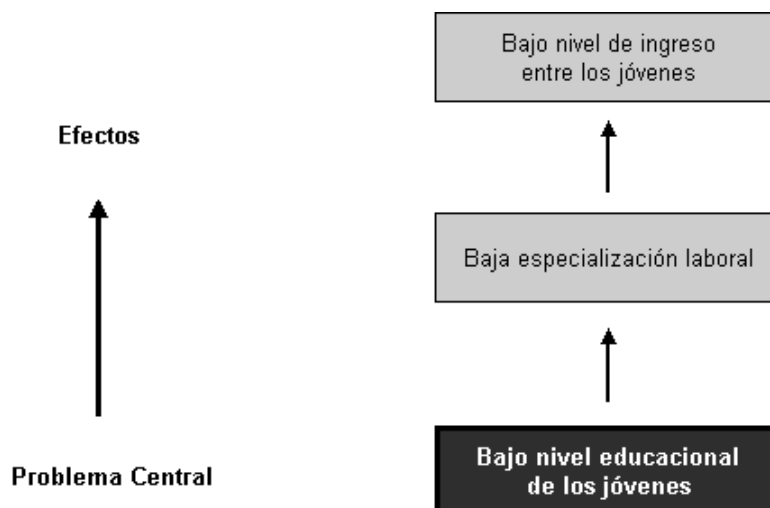 Bajo nivel de ingreso
entre los jóvenes
Efectos
Baja especialización laboral
Problema Central
Bajo nivel educacional
de los jóvenes